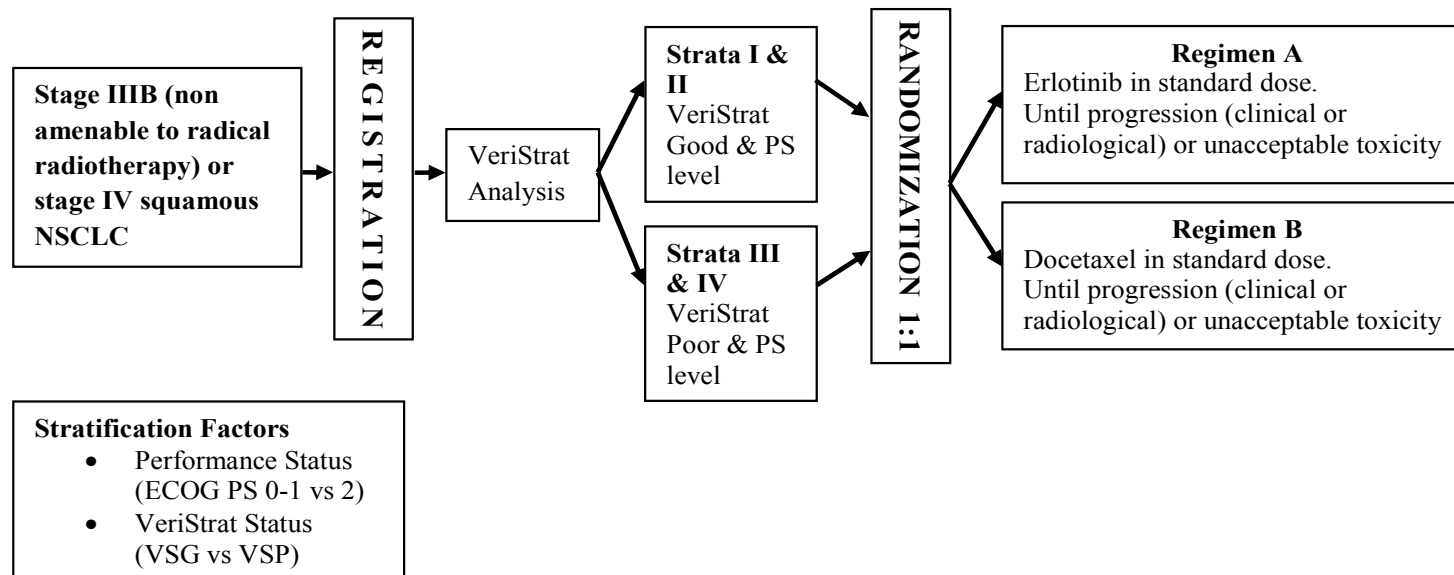 Stage IIIB (non
amenable to radical
radiotherapy) or
stage IV squamous
NSCLC
REGISTRATION
VeriStrat
Analysis
Strata I &
II
VeriStrat
Good & PS
level
Strata III
& IV
VeriStrat
Poor & PS
level
RANDOMIZATION 1:1
Regimen A
Erlotinib in standard dose.
Until progression (clinical or
radiological) or unacceptable toxicity
Regimen B
Docetaxel in standard dose.
Until progression (clinical or
radiological) or unacceptable toxicity
Stratification Factors
• Performance Status
(ECOG PS 0-1 vs 2)
• VeriStrat Status
(VSG vs VSP)